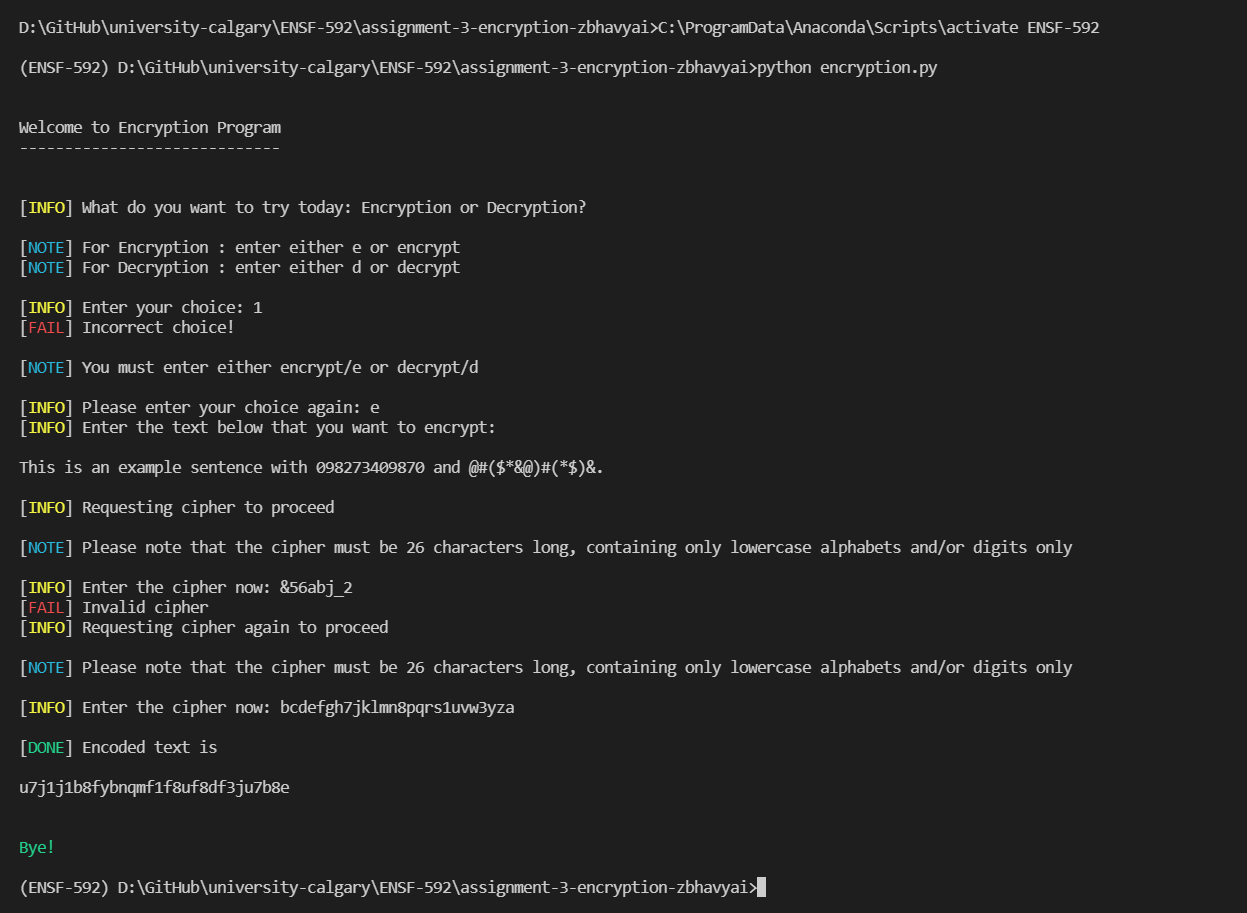 D:\GitHub\university-calgary\ENSF-592\assignment-3-encryption-zbhavyai>C:\ProgramData\Anaconda\Scripts\activate ENSF-592
(ENSF-592) D:\GitHub\university-calgary\ENSF-592\assignment-3-encryption-zbhavyai>python encryption.py
Welcome to Encryption Program
-----------------------------
[INFO] What do you want to try today: Encryption or Decryption?
[NOTE] For Encryption : enter either e or encrypt
[NOTE] For Decryption : enter either d or decrypt
[INFO] Enter your choice: 1
[FAIL] Incorrect choice!
[NOTE] You must enter either encrypt/e or decrypt/d
[INFO] Please enter your choice again: e
[INFO] Enter the text below that you want to encrypt:
This is an example sentence with 098273409870 and @#($*&@)#(*$)&.
[INFO] Requesting cipher to proceed
[NOTE] Please note that the cipher must be 26 characters long, containing only lowercase alphabets and/or digits only
[INFO] Enter the cipher now: &56abj_2
[FAIL] Invalid cipher
[INFO] Requesting cipher again to proceed
[NOTE] Please note that the cipher must be 26 characters long, containing only lowercase alphabets and/or digits only
[INFO] Enter the cipher now: bcdefgh7jklmn8pqrs1uvw3yza
[DONE] Encoded text is
u7j1j1b8fybnqmf1f8uf8df3ju7b8e
Bye!
(ENSF-592) D:\GitHub\university-calgary\ENSF-592\assignment-3-encryption-zbhavyai>